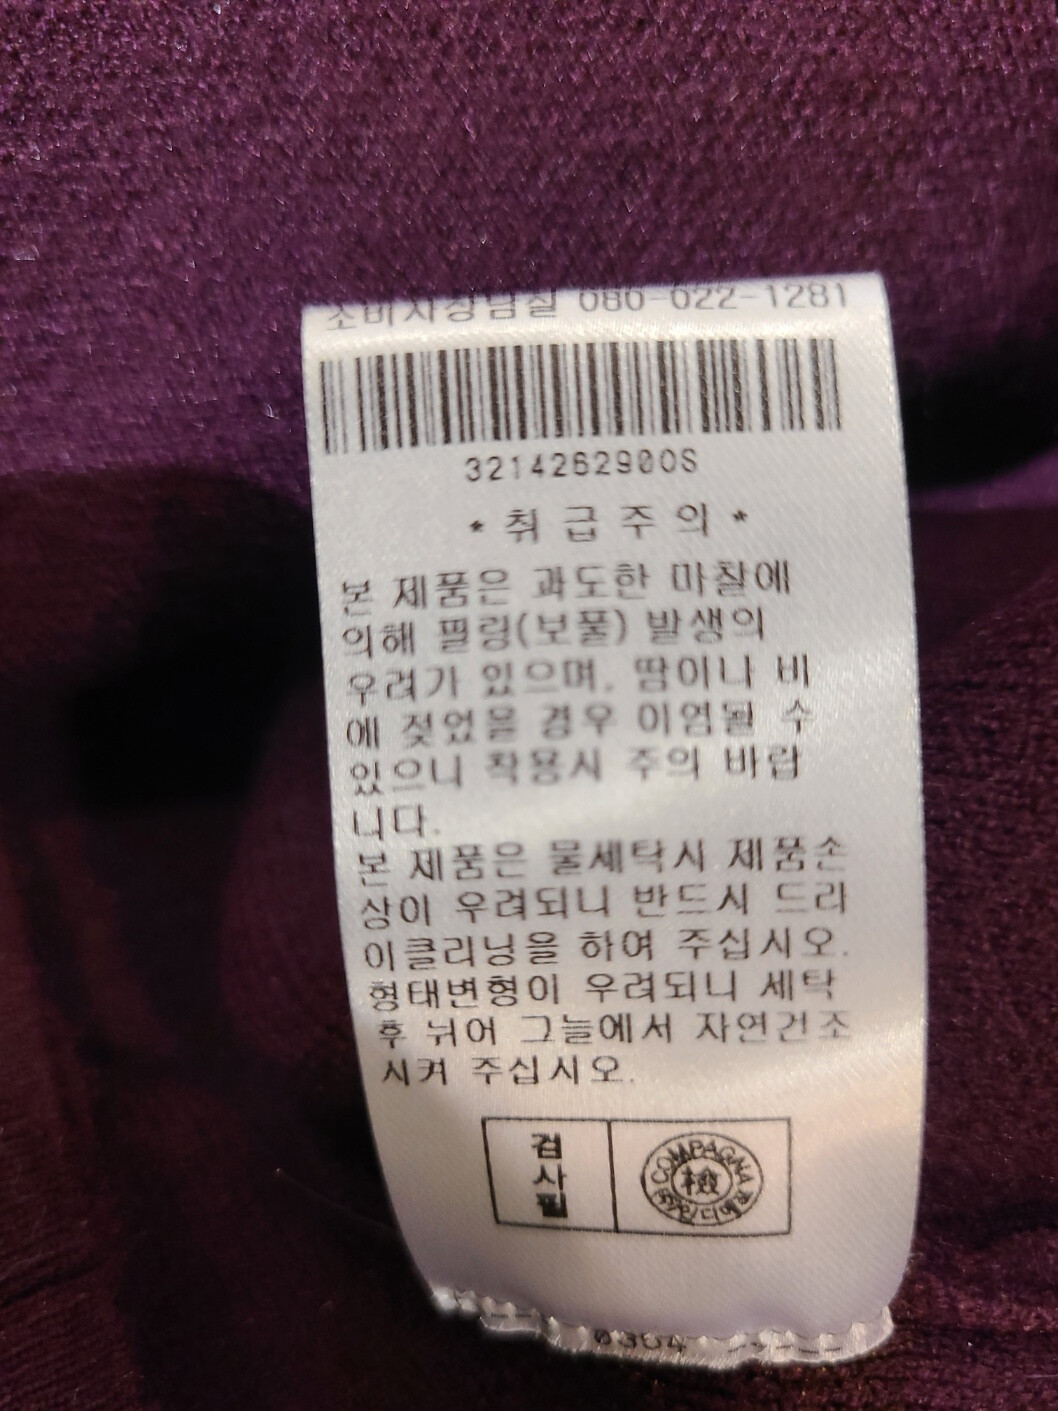 소비자상담실 080-022-1281
3214262900S
* 취 급 주 의 *
본 제품은 과도한 마찰에
의해 필링(보풀) 발생의
우려가 있으며, 땀이나 비
에 젖었을 경우 이염될 수
있으니 착용시 주의 바랍
니다.
본 제품은 물세탁시 제품손
상이 우려되니 반드시 드라
이클리닝을 하여 주십시오.
형태변형이 우려되니 세탁
후 뉘어 그늘에서 자연건조
시켜 주십시오.
검
사
필
COMPAGNA
檢
0364